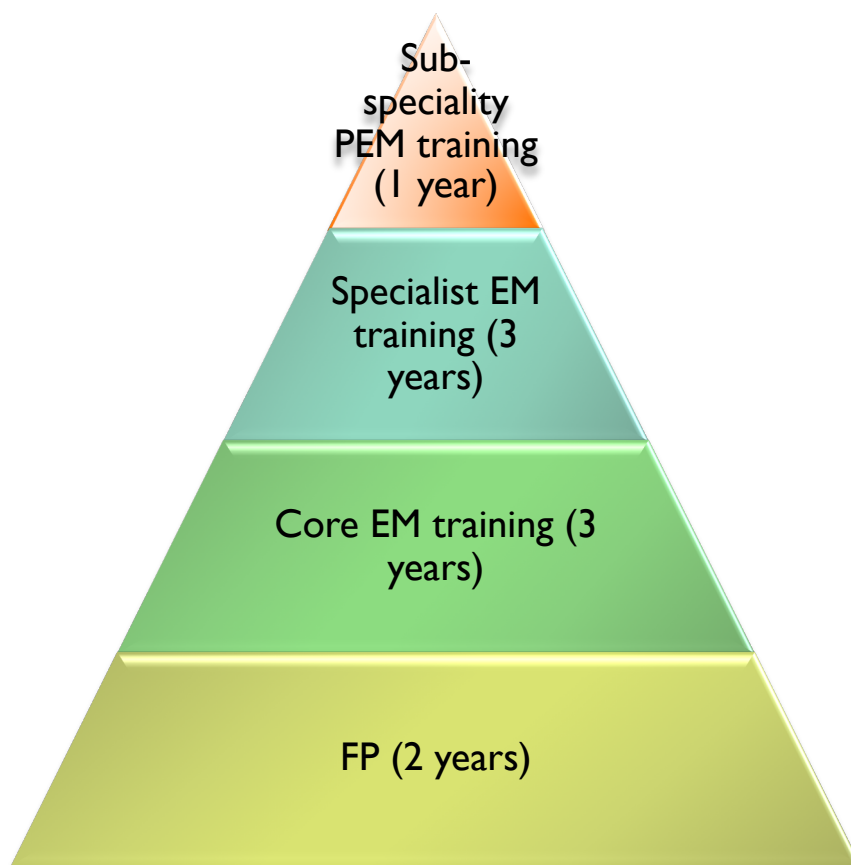 Sub-
speciality
PEM training
(1 year)
Specialist EM
training (3
years)
Core EM training (3
years)
FP (2 years)